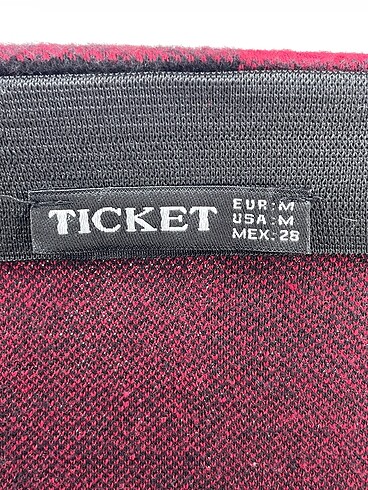 TICKET
EUR: M
USA: M
MEX: 28